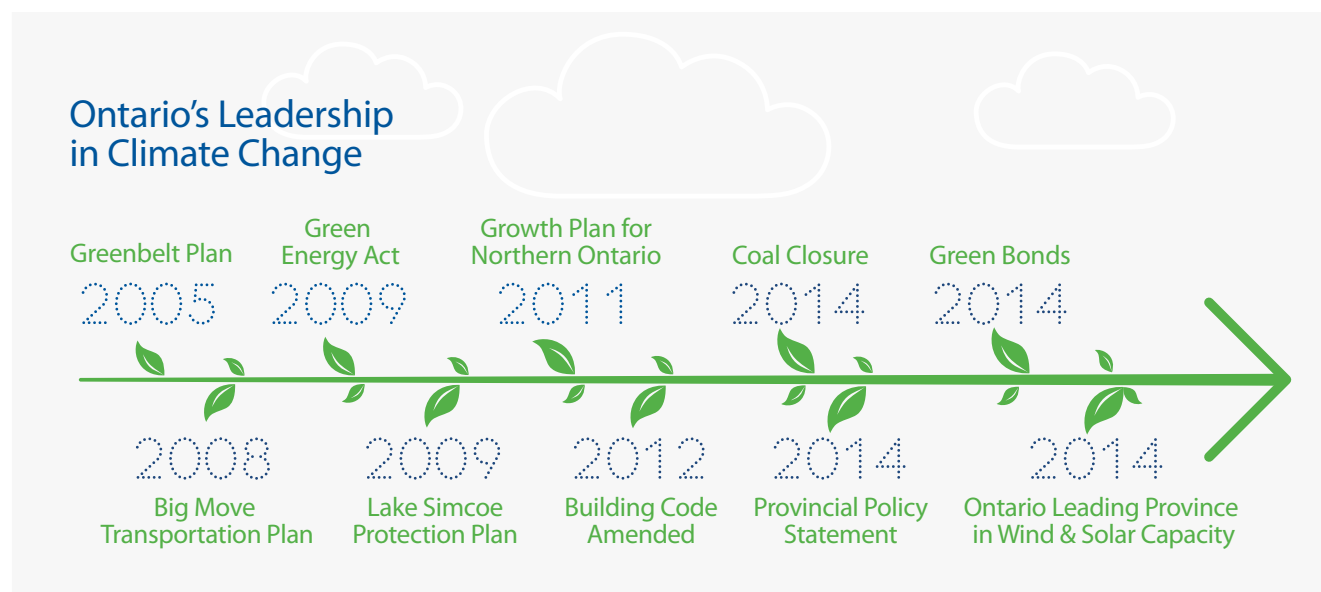 Ontario’s Leadership
in Climate Change
Greenbelt Plan
2005
Green
Energy Act
2009
Growth Plan for
Northern Ontario
2011
Coal Closure
2014
Green Bonds
2014
2008
Big Move
Transportation Plan
2009
Lake Simcoe
Protection Plan
2012
Building Code
Amended
2014
Provincial Policy
Statement
2014
Ontario Leading Province
in Wind & Solar Capacity